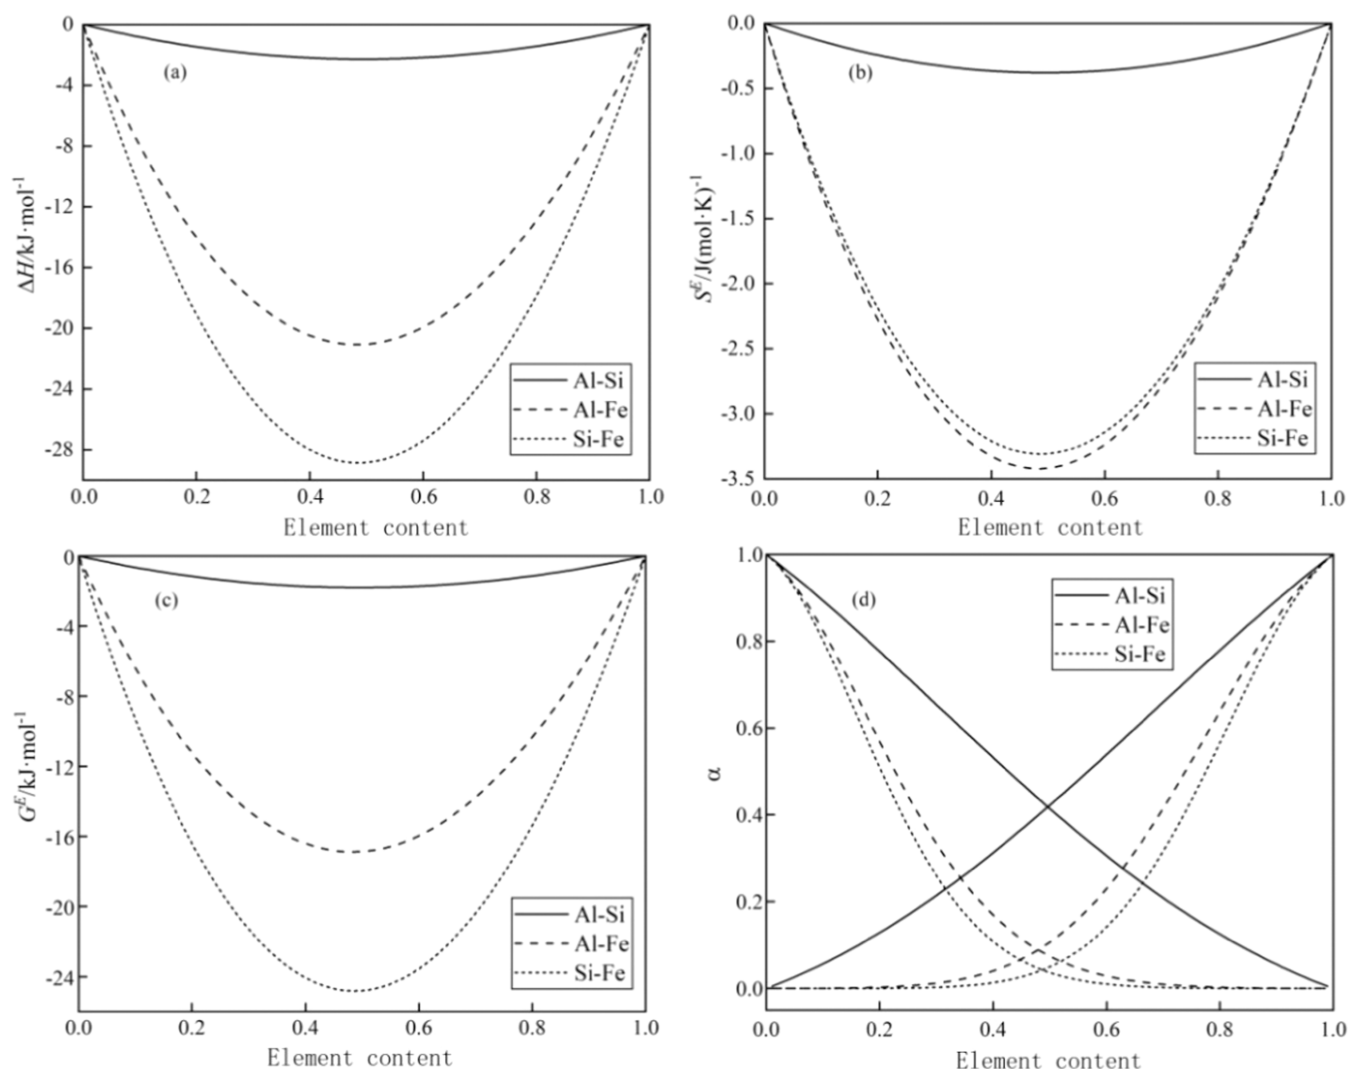 0
-4
-8
-12
-16
-20
-24
-28
ΔH/kJ·mol-1
(a)
Al-Si
Al-Fe
Si-Fe
0.0 0.2 0.4 0.6 0.8 1.0
Element content
0.0
-0.5
-1.0
-1.5
-2.0
-2.5
-3.0
-3.5
SE/J(mol·K)-1
(b)
Al-Si
Al-Fe
Si-Fe
0.0 0.2 0.4 0.6 0.8 1.0
Element content
0
-4
-8
-12
-16
-20
-24
GE/kJ·mol-1
(c)
Al-Si
Al-Fe
Si-Fe
0.0 0.2 0.4 0.6 0.8 1.0
Element content
1.0
0.8
0.6
0.4
0.2
0.0
α
(d)
Al-Si
Al-Fe
Si-Fe
0.0 0.2 0.4 0.6 0.8 1.0
Element content